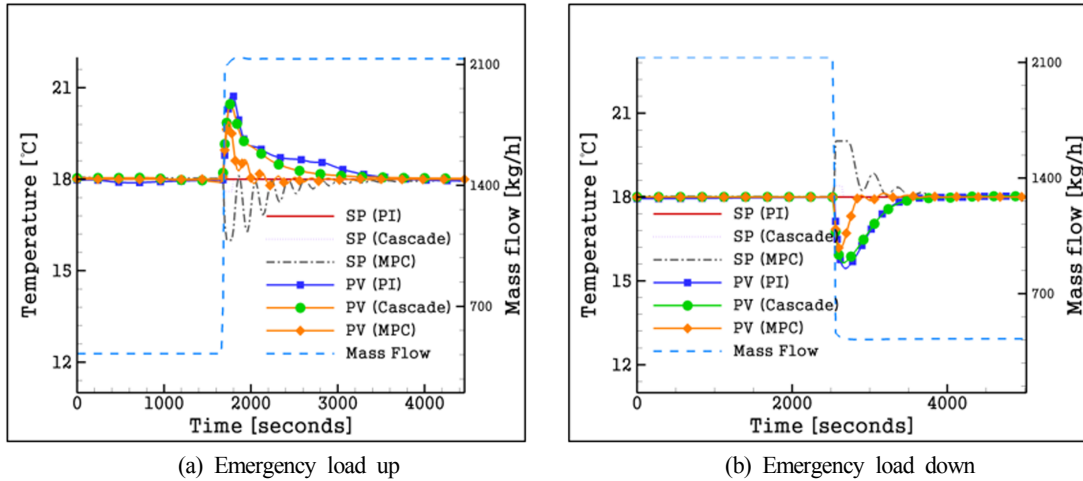 21
18
15
12
Temperature [°C]
2100
1400
700
Mass flow [kg/h]
SP (PI)
SP (Cascade)
SP (MPC)
PV (PI)
PV (Cascade)
PV (MPC)
Mass Flow
0
1000
2000
3000
4000
Time [seconds]
(a) Emergency load up
21
18
15
12
Temperature [°C]
2100
1400
700
Mass flow [kg/h]
SP (PI)
SP (Cascade)
SP (MPC)
PV (PI)
PV (Cascade)
PV (MPC)
Mass Flow
0
2000
4000
Time [seconds]
(b) Emergency load down